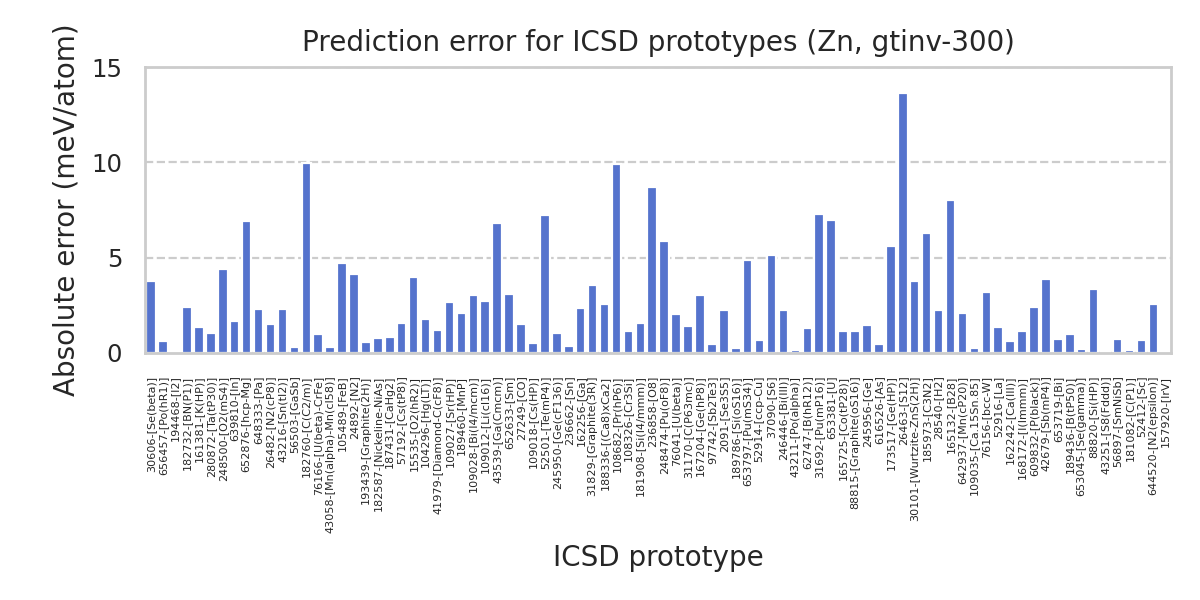 Prediction error for ICSD prototypes (Zn, gtinv-300)
Absolute error (meV/atom)
15
10
5
0
30606-[Se(beta)]
656457-[Po(hR1)]
194468-[I2]
182732-[BN(P1)]
161381-[K(HP)]
280872-[Ta(tP30)]
248500-[O2(mS4)]
639810-[In]
652876-[hcp-Mg]
648333-[Pa]
26482-[N2(cP8)]
43216-[Sn(tI2)]
56503-[GaSb]
182760-[C(C2/m)]
76166-[U(beta)-CrFe]
43058-[Mn(alpha)-Mn(cI58)]
105489-[FeB]
24892-[N2]
193439-[Graphite(2H)]
182587-[Nickeline-NiAs]
187431-[CaHg2]
57192-[Cs(tP8)]
15535-[O2(hR2)]
104296-[Hg(LT)]
41979-[Diamond-C(cF8)]
109027-[Sr(HP)]
189460-[MnP]
109028-[Bi(I4/mcm)]
109012-[Li(cI16)]
43539-[Ga(Cmcm)]
652633-[Sm]
27249-[CO]
109018-[Cs(HP)]
52501-[Te(mP4)]
245950-[Ge(cF136)]
236662-[Sn]
162256-[Ga]
31829-[Graphite(3R)]
188336-[(Ca8)xCa2]
108682-[Pr(hP6)]
108326-[Cr3Si]
181908-[Si(I4/mmm)]
236858-[O8]
248474-[Pu(oF8)]
76041-[U(beta)]
31170-[C(P63mc)]
167204-[Ge(hP8)]
97742-[Sb2Te3]
2091-[Se3S5]
189786-[Si(oS16)]
653797-[Pu(mS34)]
52914-[ccp-Cu]
37090-[S6]
246446-[Bi(III)]
43211-[Po(alpha)]
62747-[B(hR12)]
31692-[Pu(mP16)]
653381-[U]
165725-[Co(tP28)]
88815-[Graphite(oS16)]
245956-[Ge]
616526-[As]
173517-[Ge(HP)]
26463-[S12]
30101-[Wurtzite-ZnS(2H)]
185973-[C3N2]
28540-[H2]
165132-[B28]
642937-[Mn(cP20)]
109035-[Ca.15Sn.85]
76156-[bcc-W]
52916-[La]
162242-[Ca(III)]
168172-[I(Immm)]
609832-[P(black)]
42679-[Sb(mP4)]
653719-[Bi]
189436-[B(tP50)]
653045-[Se(gamma)]
88820-[Si(HP)]
43251-[S8(Fddd)]
56897-[SmNiSb]
181082-[C(P1)]
52412-[Sc]
644520-[N2(epsilon)]
157920-[IrV]
ICSD prototype